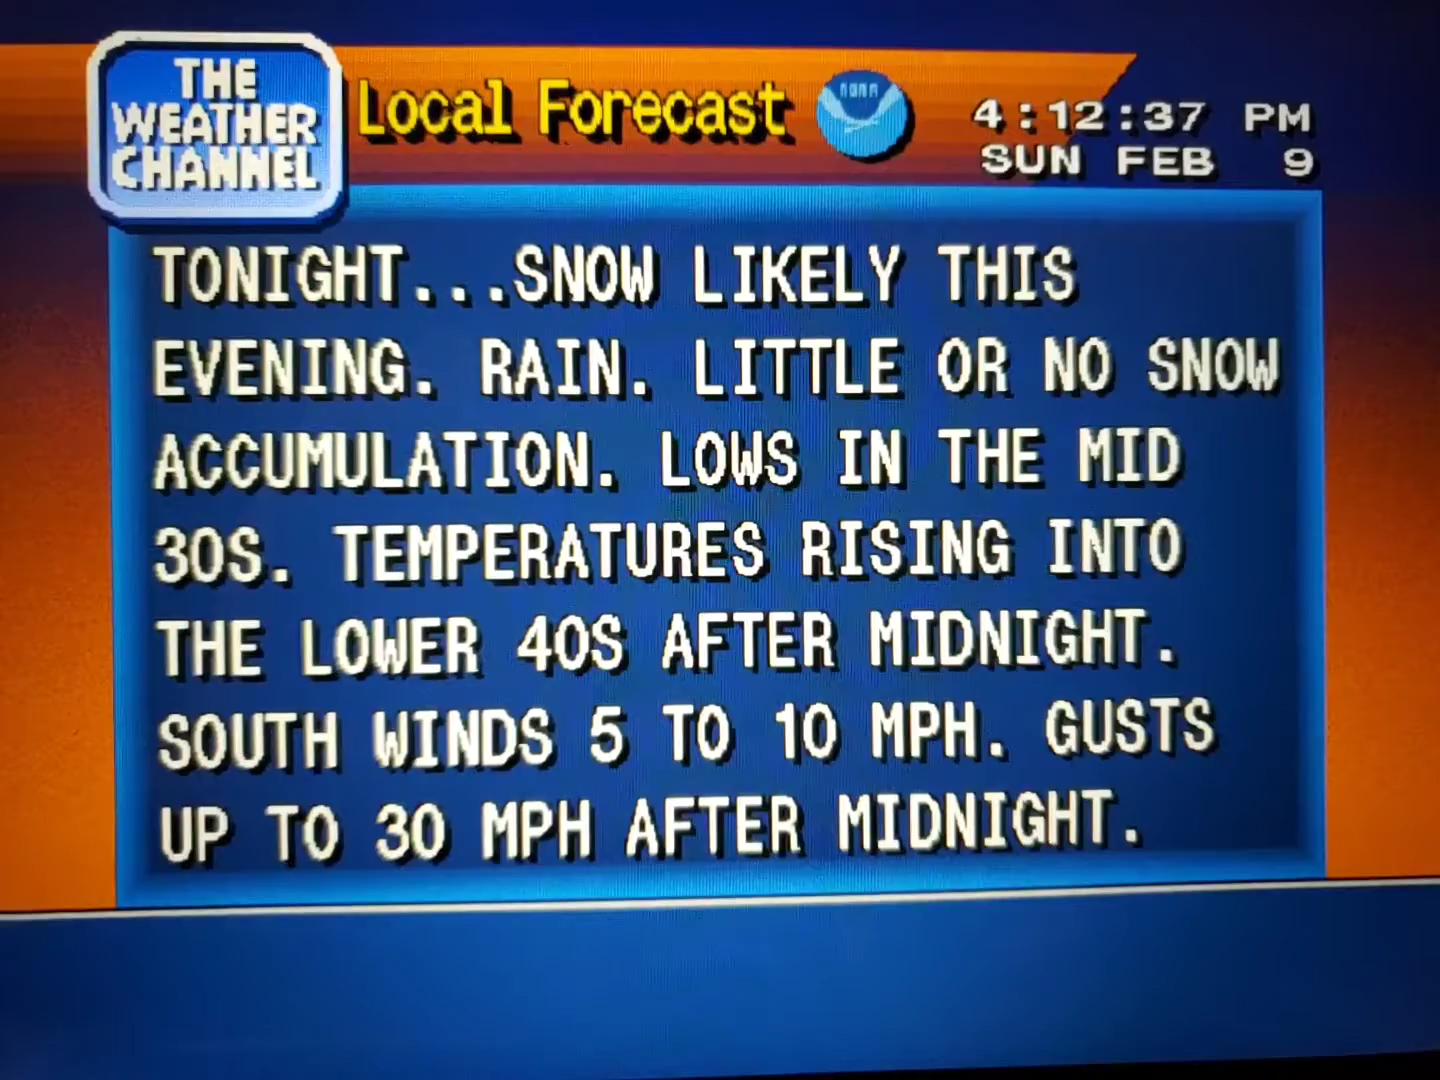 THE
WEATHER
CHANNEL
Local Forecast
NOAA
4:12:37 PM
SUN FEB 9
TONIGHT...SNOW LIKELY THIS
EVENING. RAIN. LITTLE OR NO SNOW
ACCUMULATION. LOWS IN THE MID
30S. TEMPERATURES RISING INTO
THE LOWER 40S AFTER MIDNIGHT.
SOUTH WINDS 5 TO 10 MPH. GUSTS
UP TO 30 MPH AFTER MIDNIGHT.